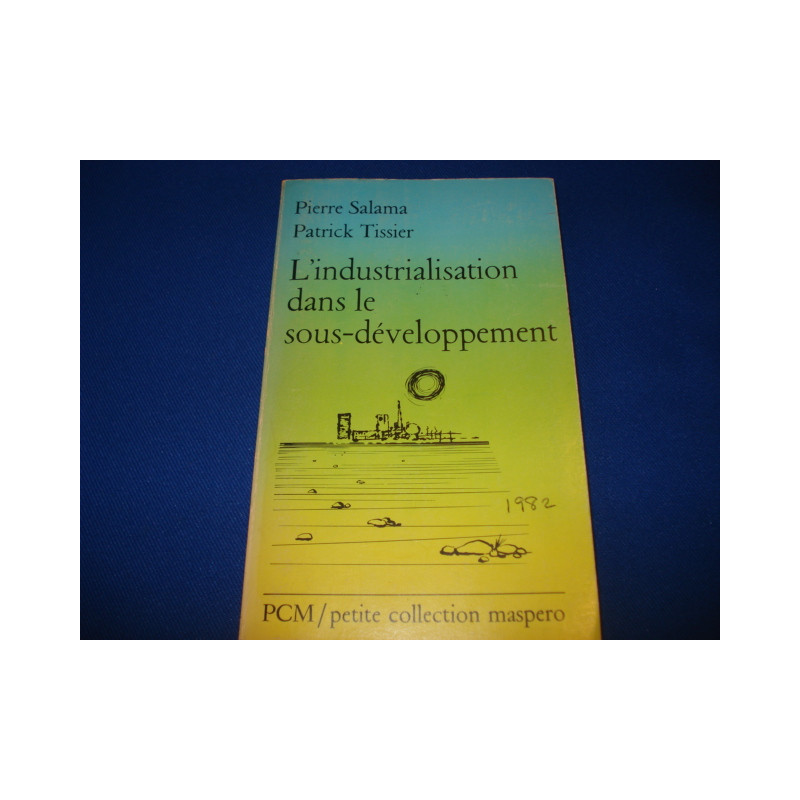 Pierre Salama
Patrick Tissier
L'industrialisation
dans le
sous-développement
1982
PCM/petite collection maspero